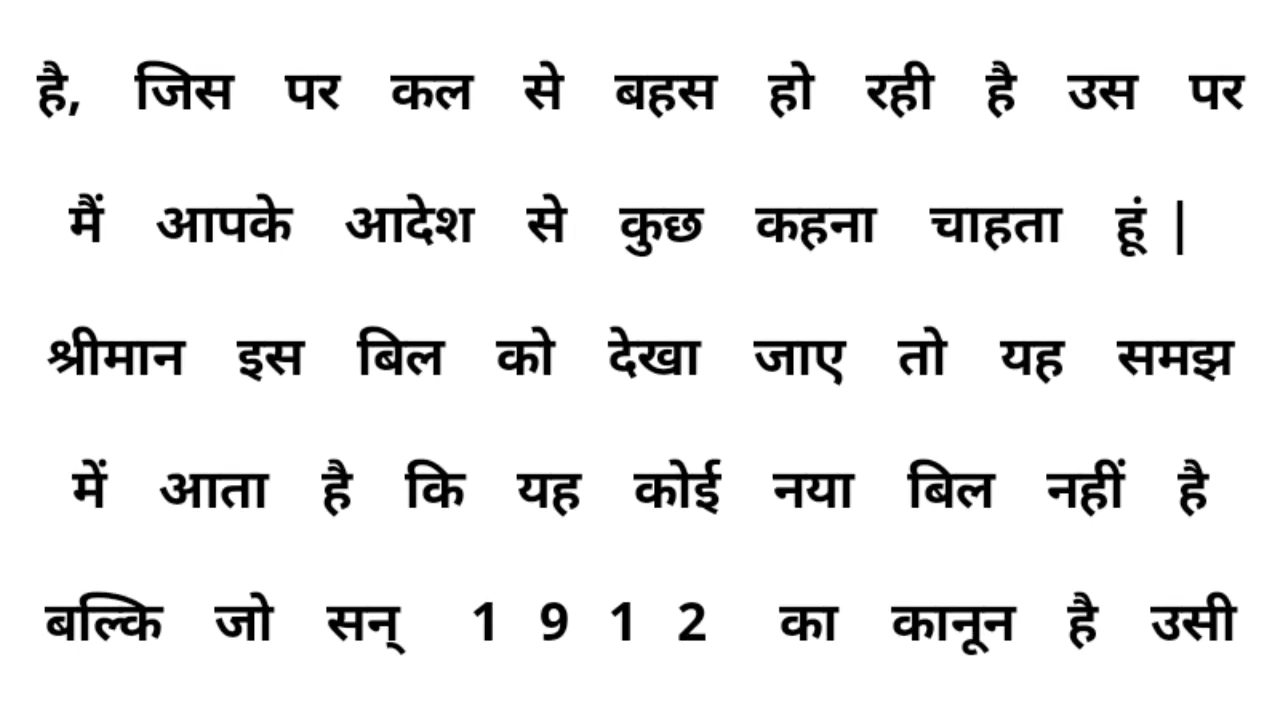 है, जिस पर कल से बहस हो रही है उस पर
मैं आपके आदेश से कुछ कहना चाहता हूं |
श्रीमान इस बिल को देखा जाए तो यह समझ
में आता है कि यह कोई नया बिल नहीं है
बल्कि जो सन् 1 9 1 2 का कानून है उसी